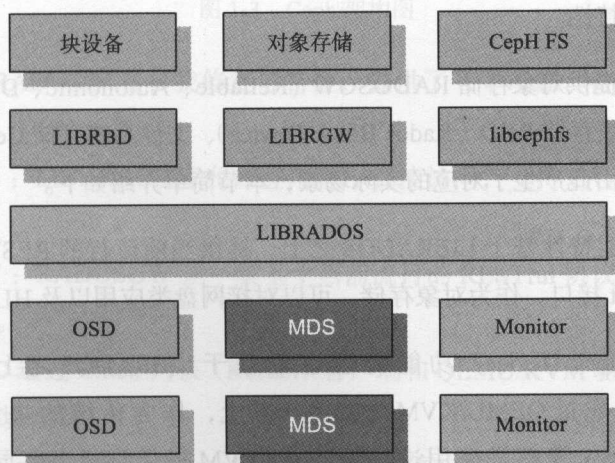 块设备 对象存储 CepH FS
LIBRBD LIBRGW libcephfs
LIBRADOS
OSD MDS Monitor
OSD MDS Monitor